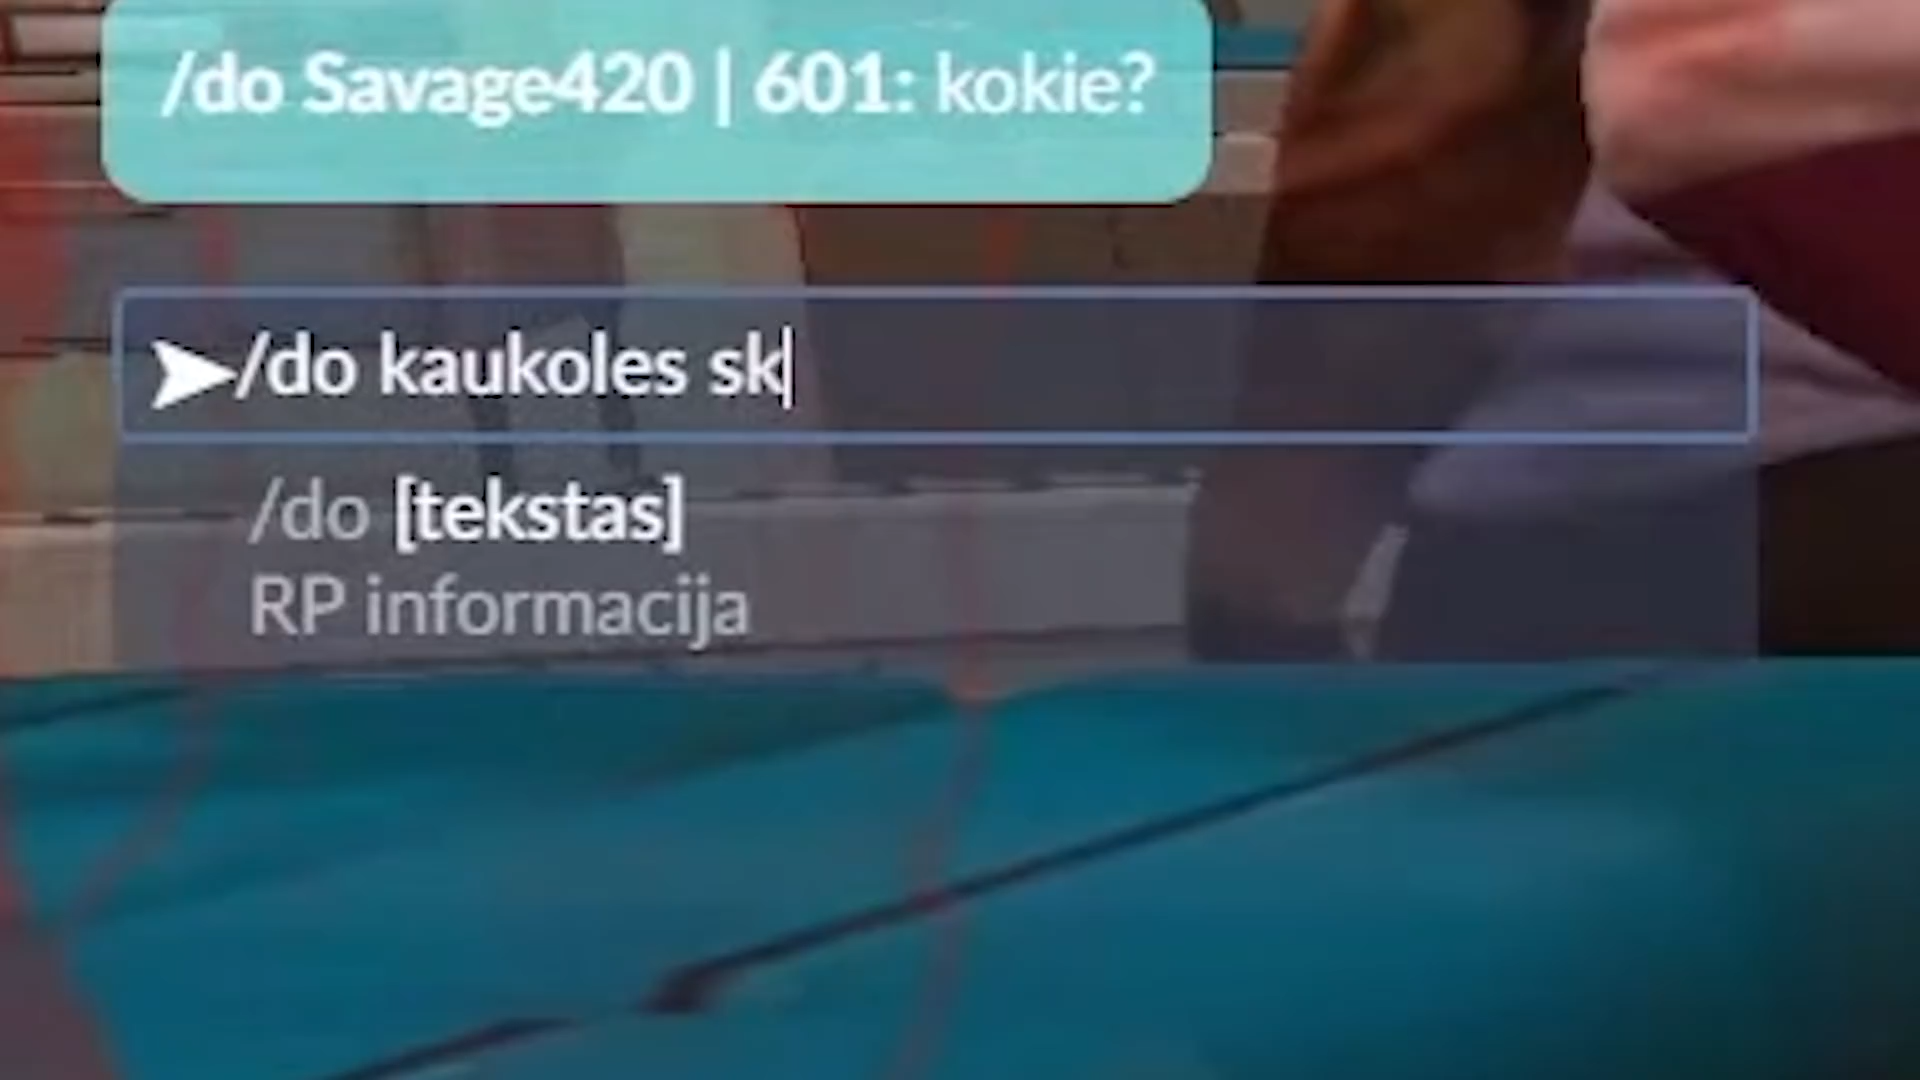 /do Savage420 | 601: kokie?
/do kaukoles sk
/do [tekstas]
RP informacija